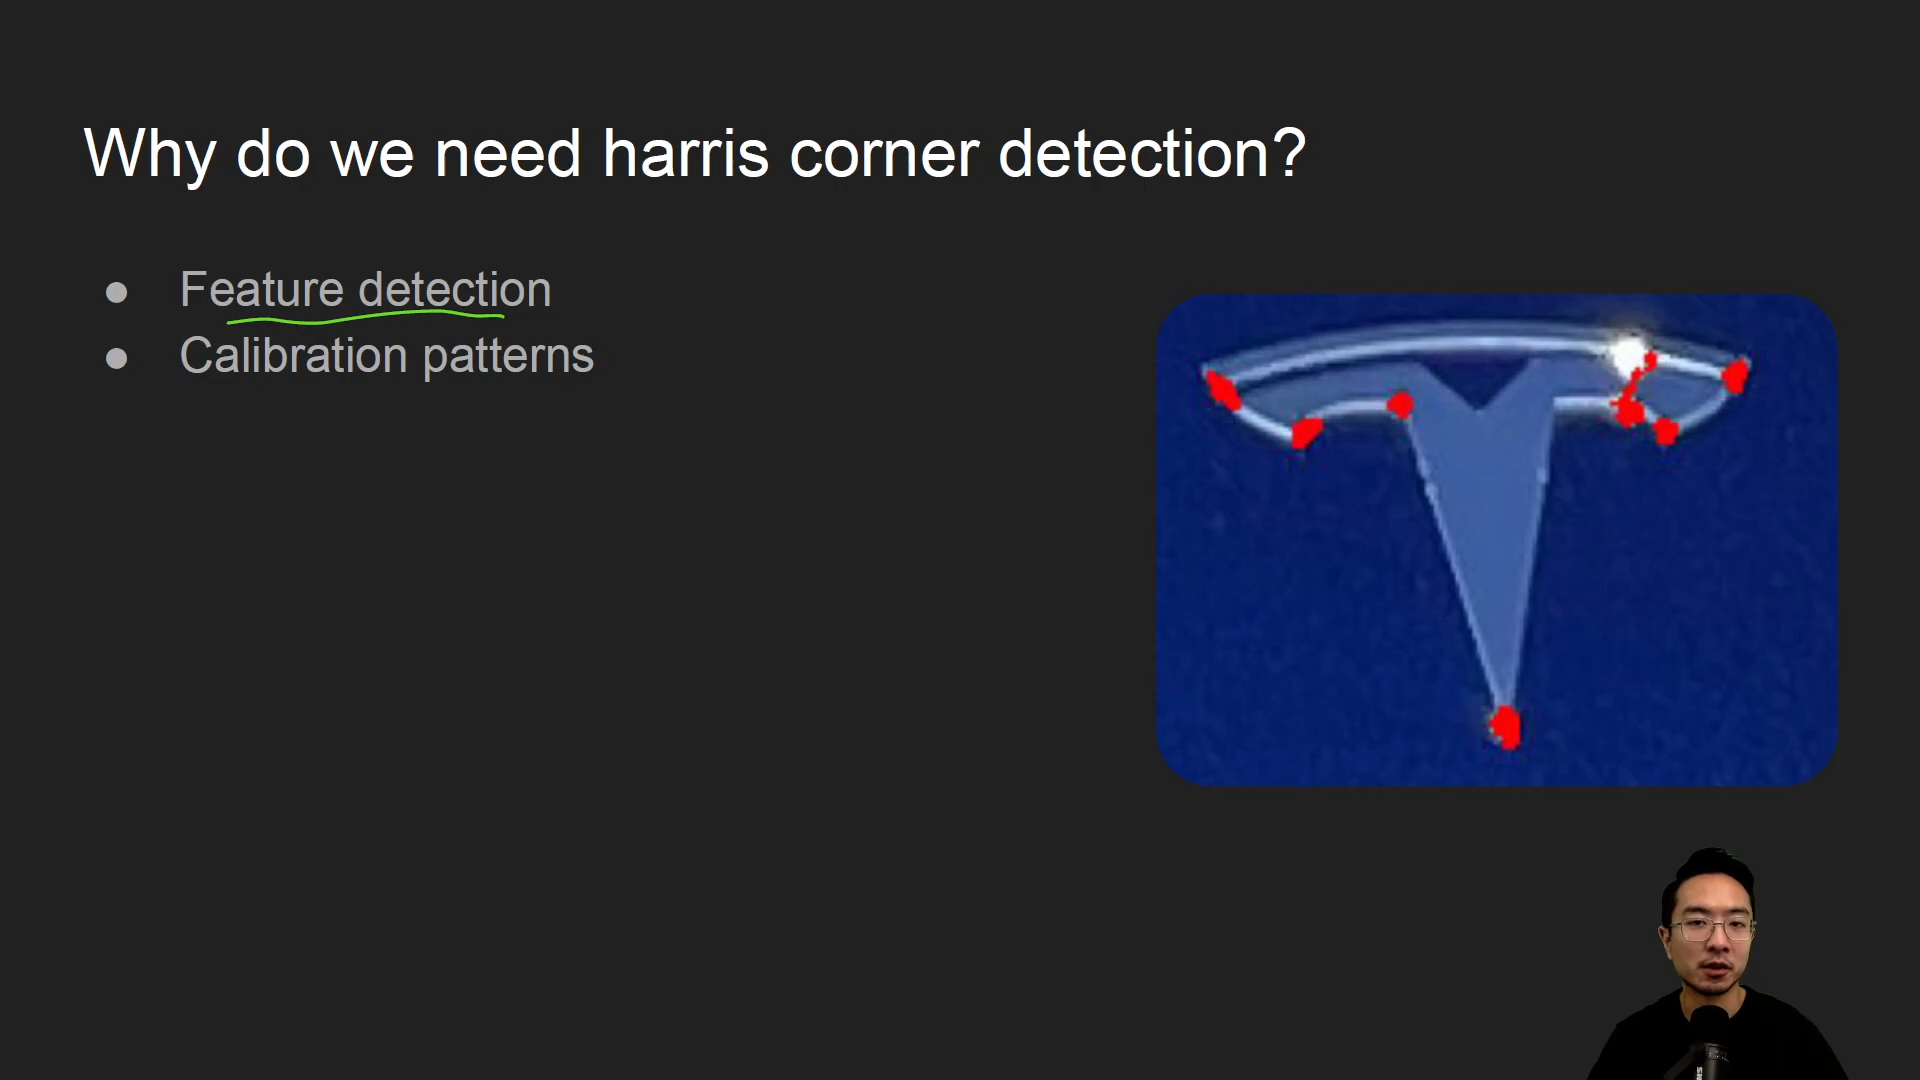 Why do we need harris corner detection?
● Feature detection
● Calibration patterns